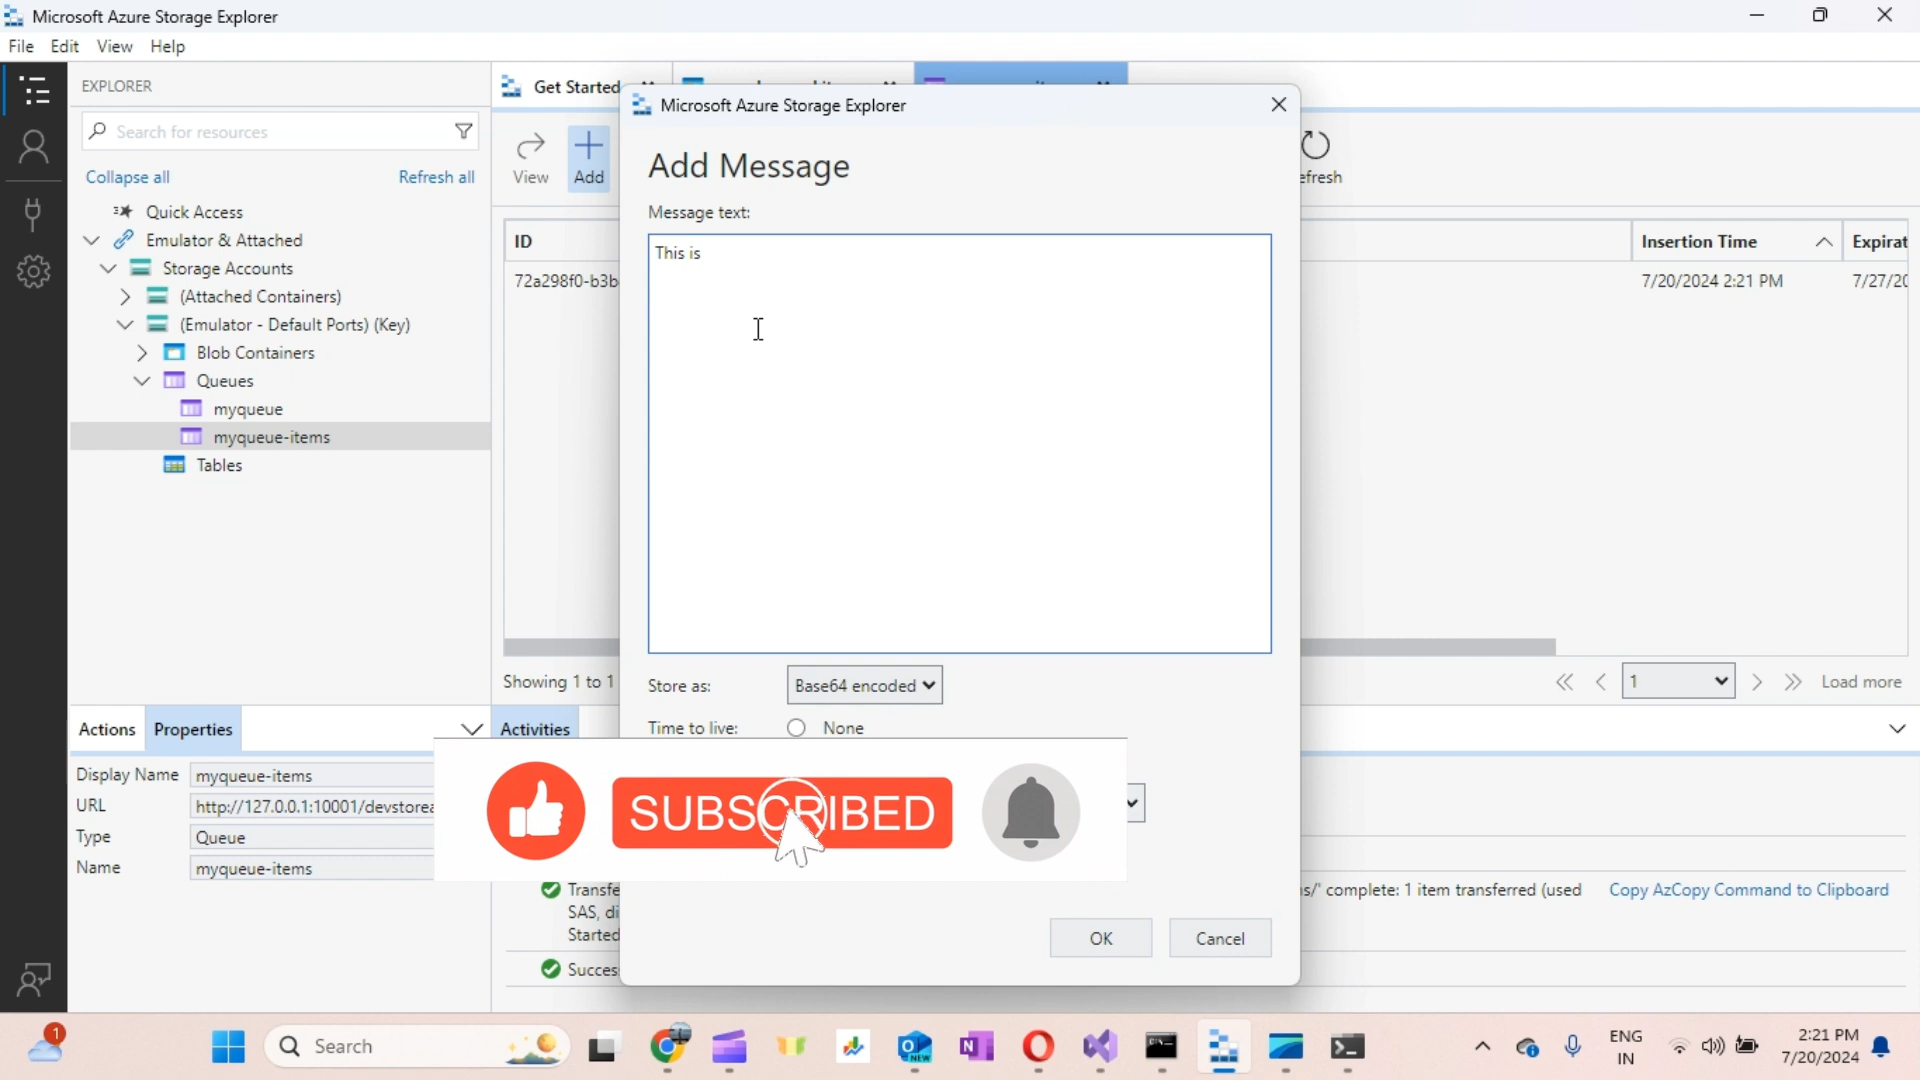 Microsoft Azure Storage Explorer
File Edit View Help
EXPLORER
Search for resources
Collapse all
Refresh all
Quick Access
Emulator & Attached
Storage Accounts
(Attached Containers)
(Emulator - Default Ports) (Key)
Blob Containers
Queues
myqueue
myqueue-items
Tables
Get Started
View
Add
efresh
ID
Insertion Time
Expirat
72a298f0-b3b
7/20/2024 2:21 PM
7/27/20
Showing 1 to 1
1
Load more
Microsoft Azure Storage Explorer
Add Message
Message text:
This is
Store as:
Base64 encoded
Time to live:
None
OK
Cancel
SUBSCRIBED
Actions
Properties
Display Name
myqueue-items
URL
http://127.0.0.1:10001/devstorea
Type
Queue
Name
myqueue-items
Activities
Transfe
s/' complete: 1 item transferred (used
Copy AzCopy Command to Clipboard
SAS, di
Started
Succes
1
Search
NEW
ENG
IN
2:21 PM
7/20/2024